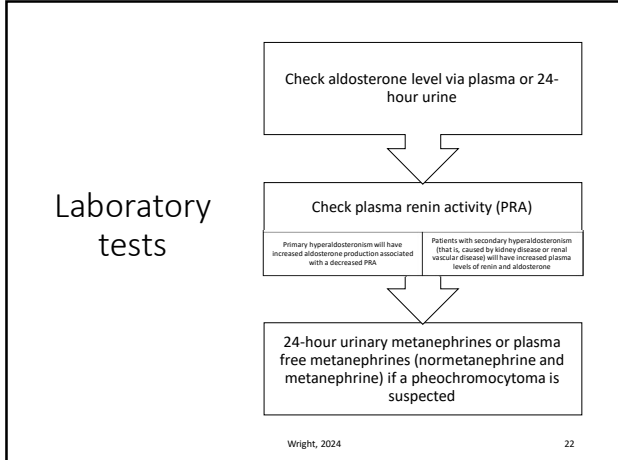 Laboratory
tests
Check aldosterone level via plasma or 24-
hour urine
Check plasma renin activity (PRA)
Primary hyperaldosteronism will have
increased aldosterone production associated
with a decreased PRA
Patients with secondary hyperaldosteronism
(that is, caused by kidney disease or renal
vascular disease) will have increased plasma
levels of renin and aldosterone
24-hour urinary metanephrines or plasma
free metanephrines (normetanephrine and
metanephrine) if a pheochromocytoma is
suspected
Wright, 2024
22